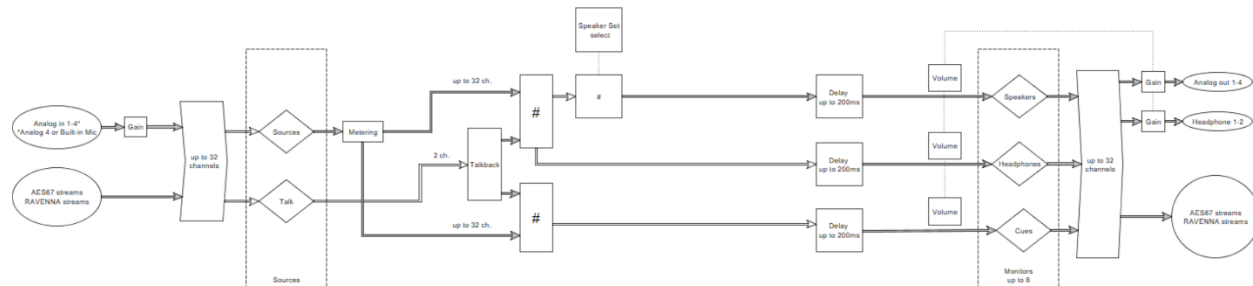 Speaker Set
select
Analog in 1-4*
*Analog 4 or Built-in Mic
Gain
AES67 streams
RAVENNA streams
up to 32
channels
Sources
Talk
Sources
Metering
up to 32 ch.
2 ch.
up to 32 ch.
Talkback
#
#
#
Delay
up to 200ms
Delay
up to 200ms
Delay
up to 200ms
Volume
Volume
Volume
Speakers
Headphones
Cues
Monitors
up to 8
up to 32
channels
Gain
Gain
Analog out 1-4
Headphone 1-2
AES67 streams
RAVENNA streams